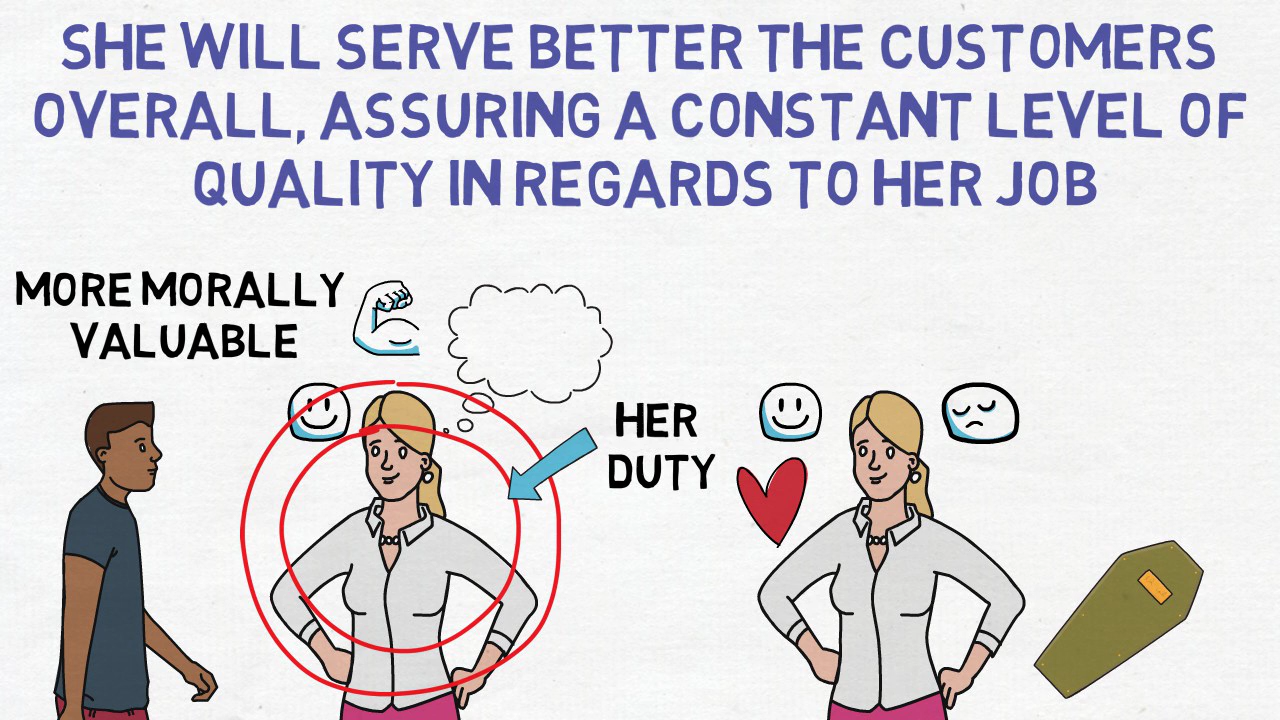 SHE WILL SERVE BETTER THE CUSTOMERS
OVERALL, ASSURING A CONSTANT LEVEL OF
QUALITY IN REGARDS TO HER JOB
MORE MORALLY
VALUABLE
HER
DUTY